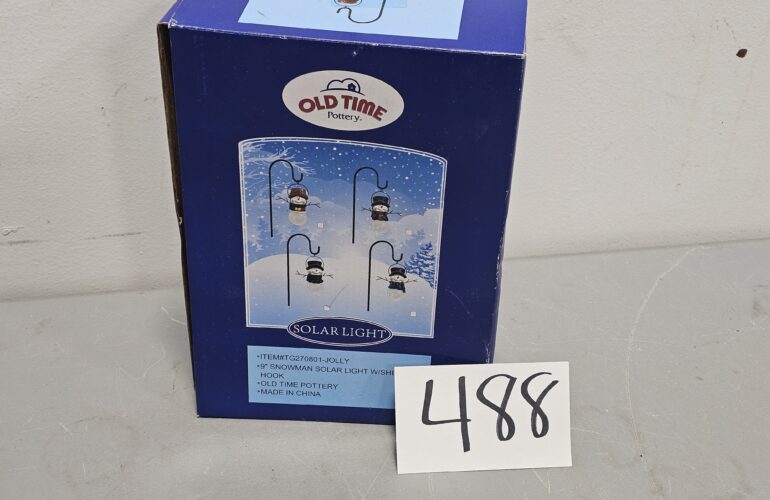 OLD TIME
Pottery®
SOLAR LIGHT
•ITEM#TG270801-JOLLY
•9" SNOWMAN SOLAR LIGHT W/SH
HOOK
•OLD TIME POTTERY
•MADE IN CHINA
488